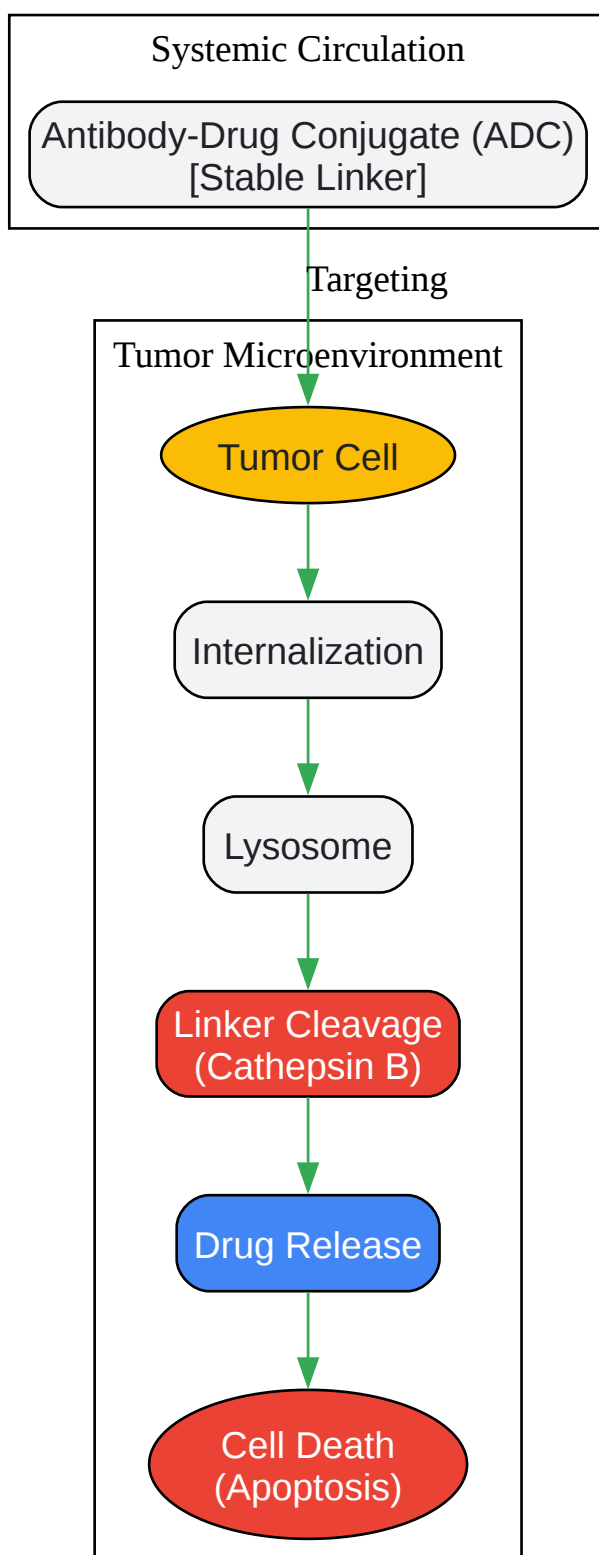 Systemic Circulation
Antibody-Drug Conjugate (ADC)
[Stable Linker]
Targeting
Tumor Microenvironment
Tumor Cell
Internalization
Lysosome
Linker Cleavage
(Cathepsin B)
Drug Release
Cell Death
(Apoptosis)